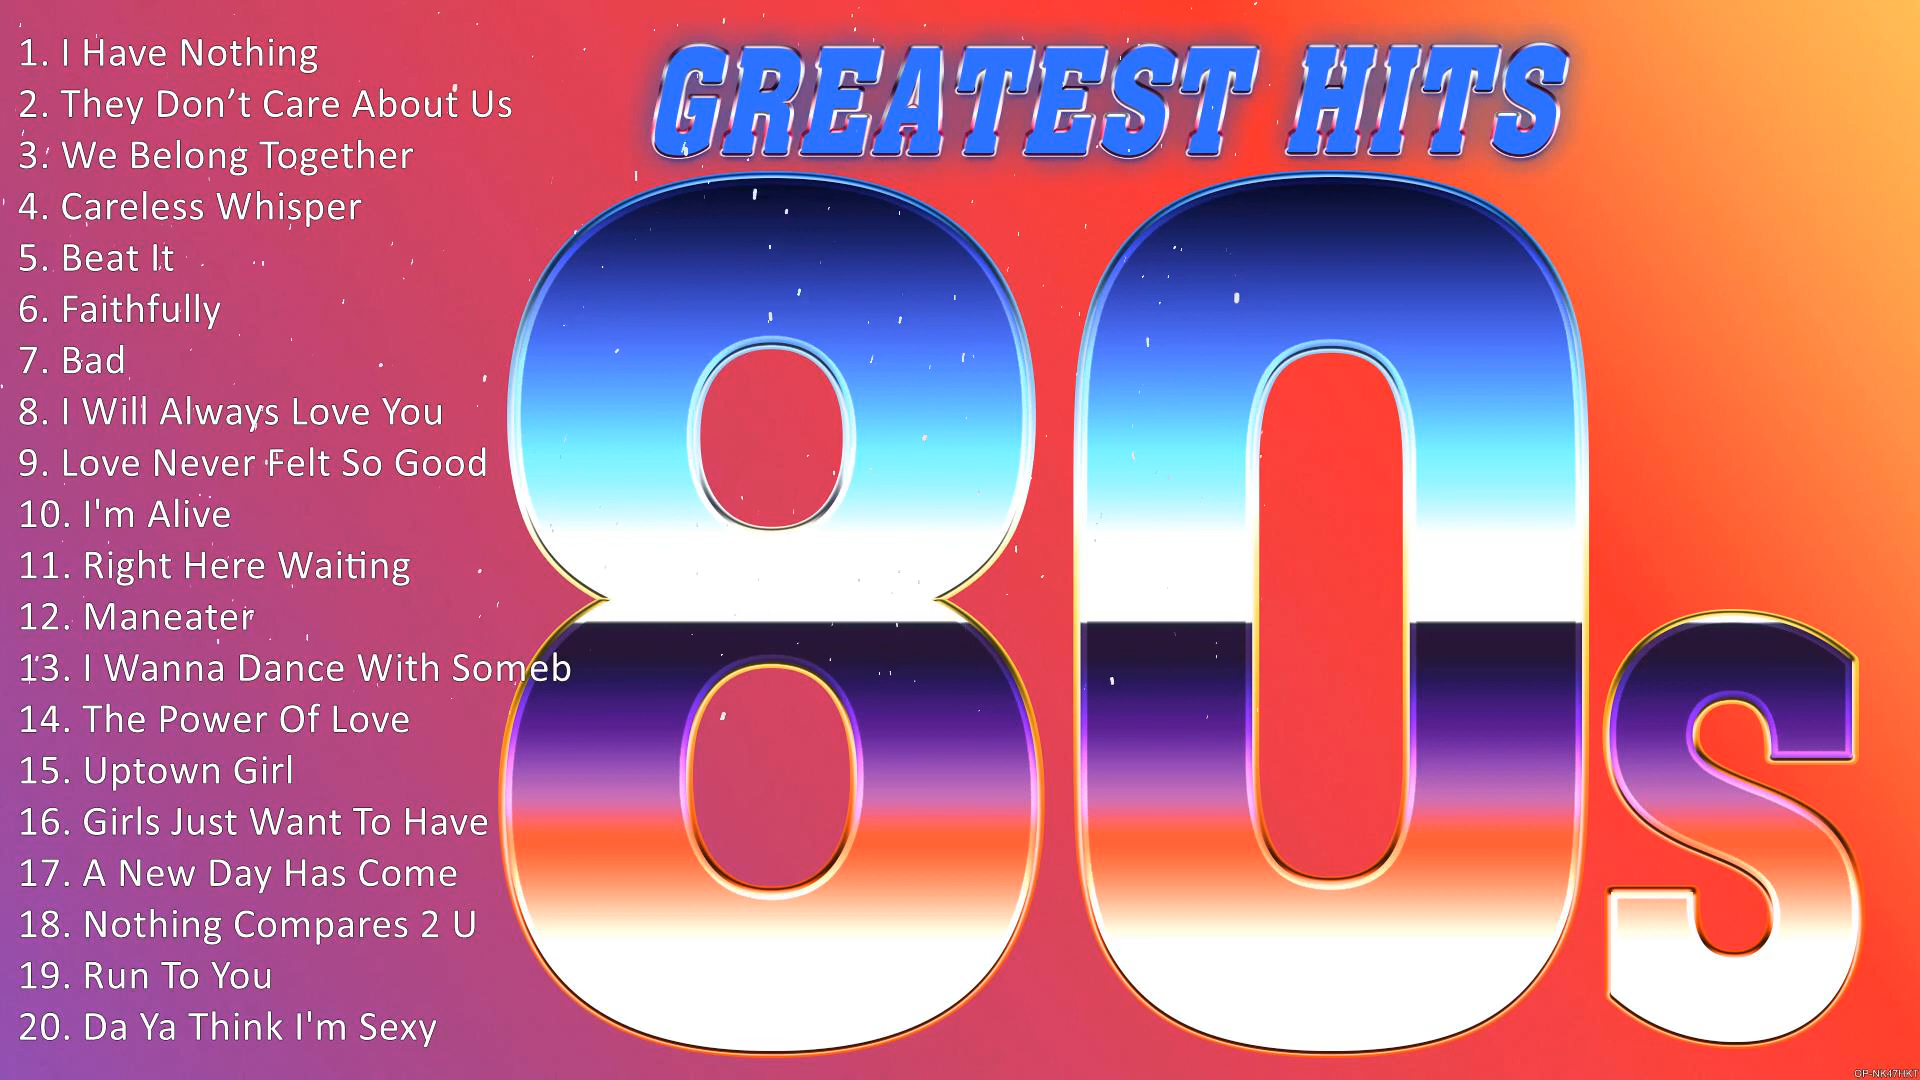 GREATEST HITS
80s
1. I Have Nothing
2. They Don’t Care About Us
3. We Belong Together
4. Careless Whisper
5. Beat It
6. Faithfully
7. Bad
8. I Will Always Love You
9. Love Never Felt So Good
10. I'm Alive
11. Right Here Waiting
12. Maneater
13. I Wanna Dance With Someb
14. The Power Of Love
15. Uptown Girl
16. Girls Just Want To Have
17. A New Day Has Come
18. Nothing Compares 2 U
19. Run To You
20. Da Ya Think I'm Sexy
OP-NK47HKT